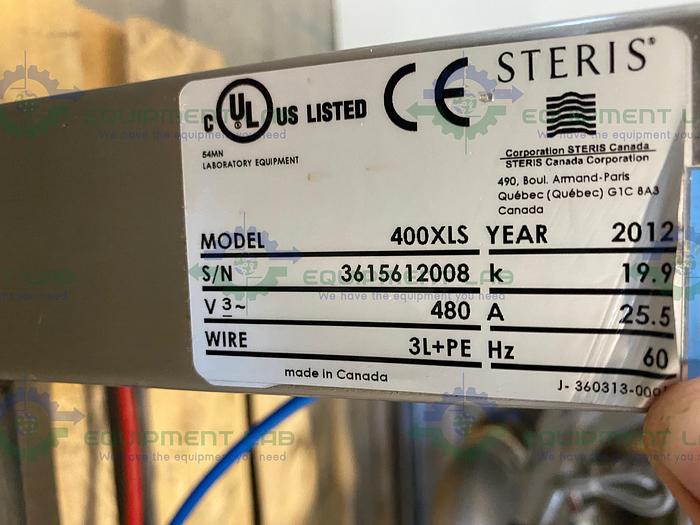 C UL US LISTED CE STERIS®
54MN
LABORATORY EQUIPMENT
Corporation STERIS Canada
STERIS Canada Corporation
490, Boul. Armand-Paris
Québec (Québec) G1C 8A3
Canada
MODEL 400XLS YEAR 2012
S/N 3615612008 k 19.9
V 3~ 480 A 25.5
WIRE 3L+PE Hz 60
made in Canada J- 360313-00
EQUIPMENT LAB
We have the equipment you need